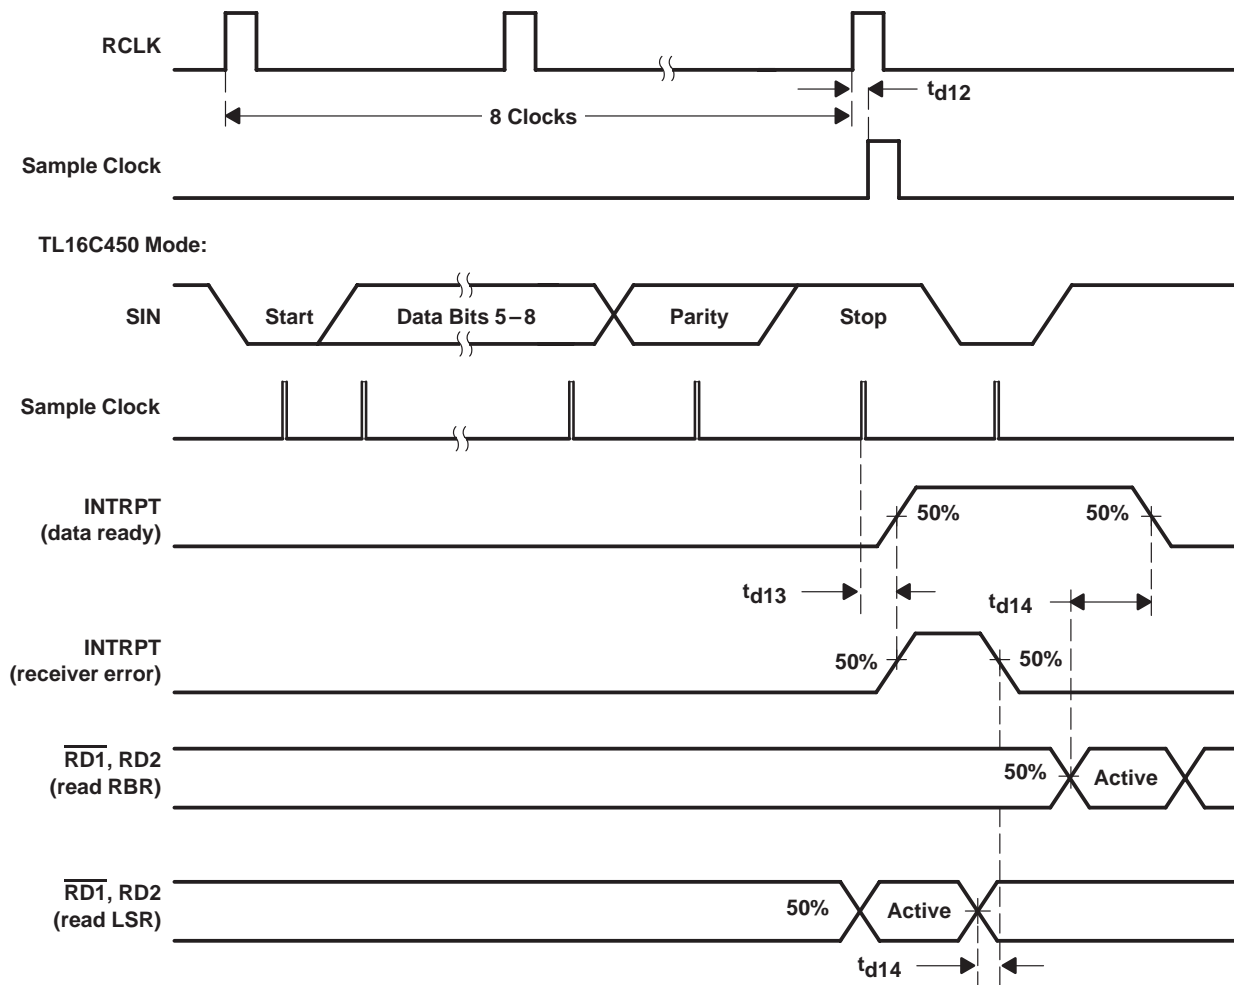 RCLK
td12
8 Clocks
Sample Clock
TL16C450 Mode:
SIN
Start
Data Bits 5–8
Parity
Stop
Sample Clock
INTRPT
(data ready)
50%
50%
td13
td14
INTRPT
(receiver error)
50%
50%
RD1, RD2
(read RBR)
50%
Active
RD1, RD2
(read LSR)
50%
Active
td14